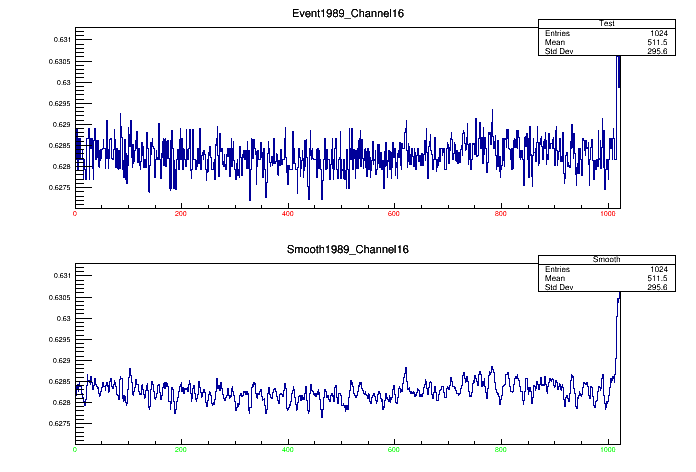 Event1989_Channel16
Test
Entries 1024
Mean 511.5
Std Dev 295.6
0.631
0.6305
0.63
0.6295
0.629
0.6285
0.628
0.6275
0 200 400 600 800 1000
Smooth1989_Channel16
Smooth
Entries 1024
Mean 511.5
Std Dev 295.6
0.631
0.6305
0.63
0.6295
0.629
0.6285
0.628
0.6275
0 200 400 600 800 1000